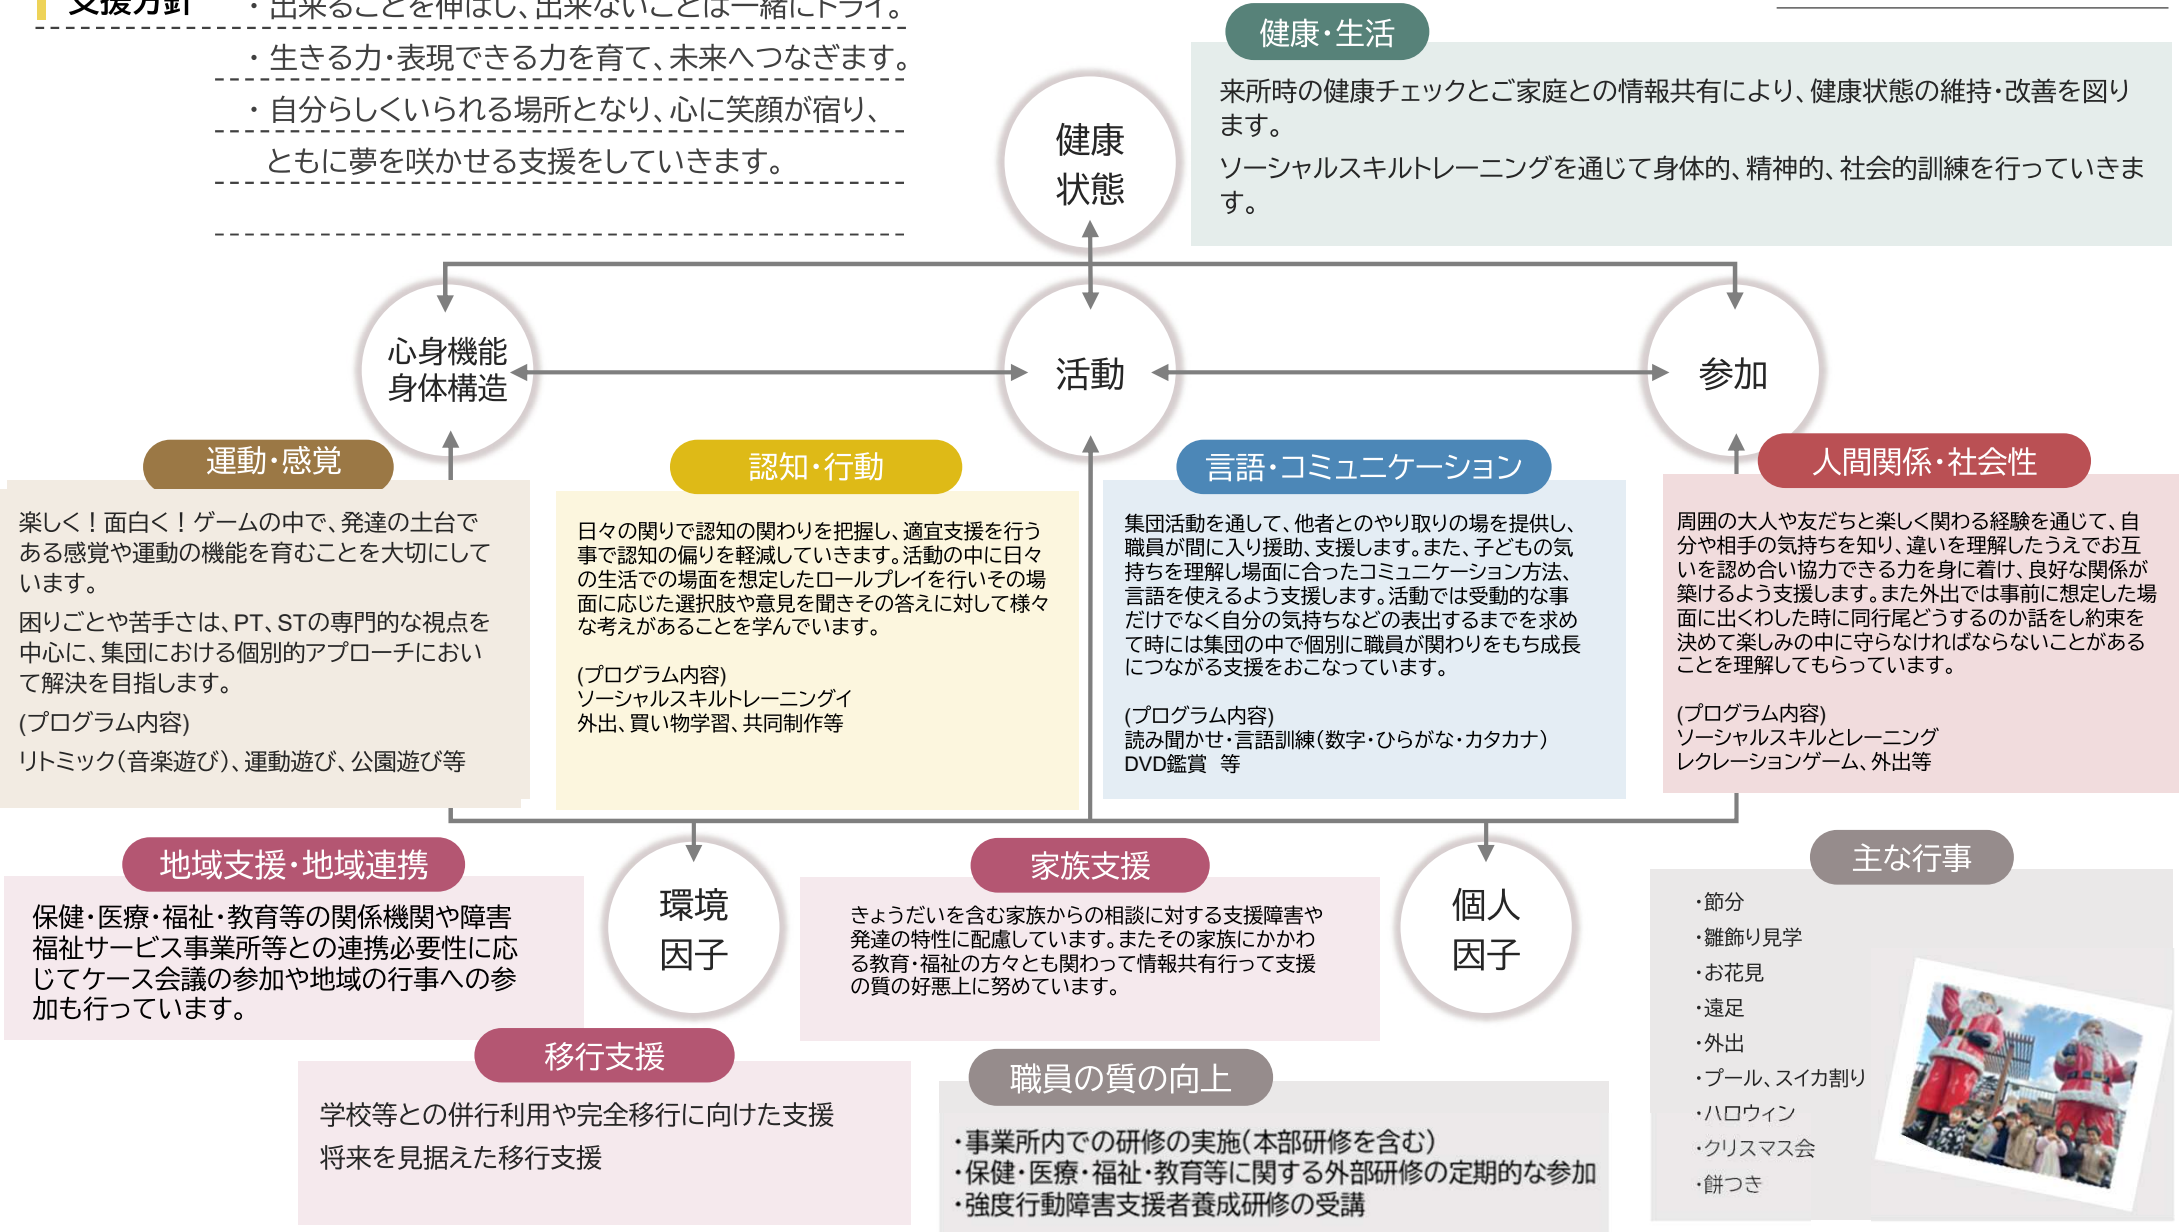 支援方針
・出来ることを伸ばし、出来ないことは一緒にトライ。
・生きる力・表現できる力を育て、未来へつなぎます。
・自分らしくいられる場所となり、心に笑顔が宿り、
ともに夢を咲かせる支援をしていきます。
健康・生活
来所時の健康チェックとご家庭との情報共有により、健康状態の維持・改善を図り
ます。
ソーシャルスキルトレーニングを通じて身体的、精神的、社会的訓練を行っていきま
す。
健康
状態
心身機能
身体構造
活動
参加
運動・感覚
楽しく！面白く！ゲームの中で、発達の土台で
ある感覚や運動の機能を育むことを大切にして
います。
困りごとや苦手さは、PT、STの専門的な視点を
中心に、集団における個別的アプローチにおい
て解決を目指します。
(プログラム内容)
リトミック（音楽遊び）、運動遊び、公園遊び等
認知・行動
日々の関りで認知の関わりを把握し、適宜支援を行う
事で認知の偏りを軽減していきます。活動の中に日々
の生活での場面を想定したロールプレイを行いその場
面に応じた選択肢や意見を聞きその答えに対して様々
な考えがあることを学んでいます。
(プログラム内容)
ソーシャルスキルトレーニングイ
外出、買い物学習、共同制作等
言語・コミュニケーション
集団活動を通して、他者とのやり取りの場を提供し、
職員が間に入り援助、支援します。また、子どもの気
持ちを理解し場面に合ったコミュニケーション方法、
言語を使えるよう支援します。活動では受動的な事
だけでなく自分の気持ちなどの表出するまでを求め
て時には集団の中で個別に職員が関わりをもち成長
につながる支援をおこなっています。
(プログラム内容)
読み聞かせ・言語訓練（数字・ひらがな・カタカナ）
DVD鑑賞　等
人間関係・社会性
周囲の大人や友だちと楽しく関わる経験を通じて、自
分や相手の気持ちを知り、違いを理解したうえでお互
いを認め合い協力できる力を身に着け、良好な関係が
築けるよう支援します。また外出では事前に想定した場
面に出くわした時に同行尾どうするのか話をし約束を
決めて楽しみの中に守らなければならないことがある
ことを理解してもらっています。
(プログラム内容)
ソーシャルスキルとレーニング
レクレーションゲーム、外出等
地域支援・地域連携
保健・医療・福祉・教育等の関係機関や障害
福祉サービス事業所等との連携必要性に応
じてケース会議の参加や地域の行事への参
加も行っています。
環境
因子
家族支援
きょうだいを含む家族からの相談に対する支援障害や
発達の特性に配慮しています。またその家族にかかわ
る教育・福祉の方々とも関わって情報共有行って支援
の質の好悪上に努めています。
個人
因子
主な行事
・節分
・雛飾り見学
・お花見
・遠足
・外出
・プール、スイカ割り
・ハロウィン
・クリスマス会
・餅つき
移行支援
学校等との併行利用や完全移行に向けた支援
将来を見据えた移行支援
職員の質の向上
・事業所内での研修の実施（本部研修を含む）
・保健・医療・福祉・教育等に関する外部研修の定期的な参加
・強度行動障害支援者養成研修の受講